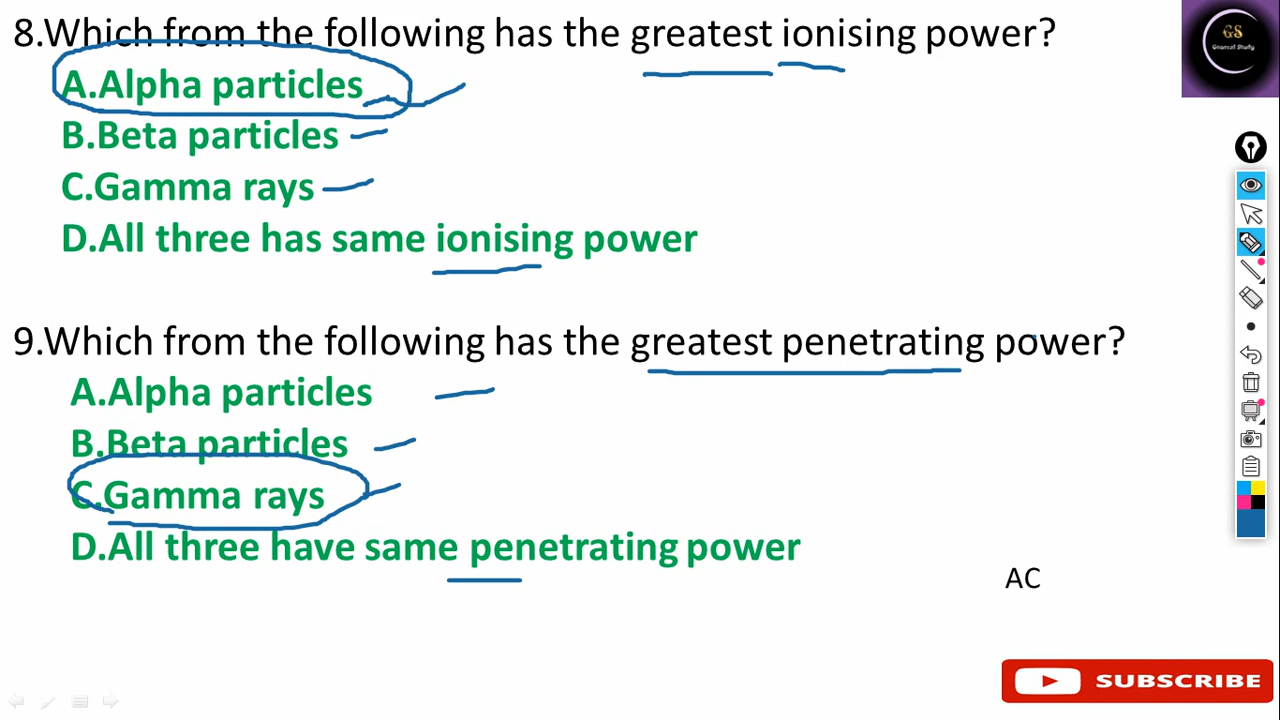 8.Which from the following has the greatest ionising power?
A.Alpha particles
B.Beta particles
C.Gamma rays
D.All three has same ionising power
9.Which from the following has the greatest penetrating power?
A.Alpha particles
B.Beta particles
C.Gamma rays
D.All three have same penetrating power
AC
GS
General Study
SUBSCRIBE